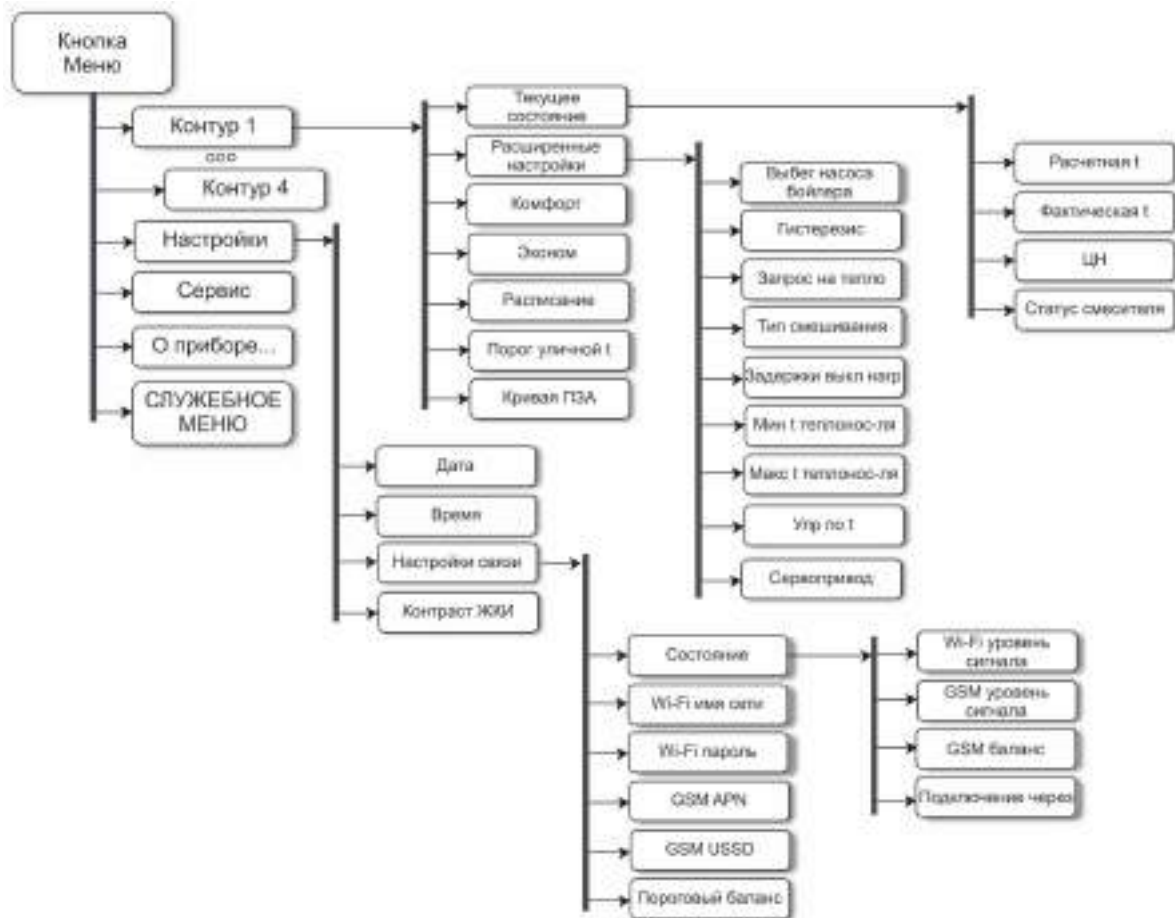 Кнопка
Меню
Контур 1
ооо
Контур 4
Настройки
Сервис
О приборе...
СЛУЖЕБНОЕ
МЕНЮ
Текущее
состояние
Расширенные
настройки
Комфорт
Эконом
Расписание
Порог уличной t
Кривая ПЗА
Выбег насоса
бойлера
Гистерезис
Запрос на тепло
Тип смешивания
Задержки выкл нагр
Мин t теплонос-ля
Макс t теплонос-ля
Упр по t
Сервопривод
Расчетная t
Фактическая t
ЦН
Статус смесителя
Дата
Время
Настройки связи
Контраст ЖКИ
Состояние
Wi-Fi имя сети
Wi-Fi пароль
GSM APN
GSM USSD
Пороговый баланс
Wi-Fi уровень
сигнала
GSM уровень
сигнала
GSM баланс
Подключение через